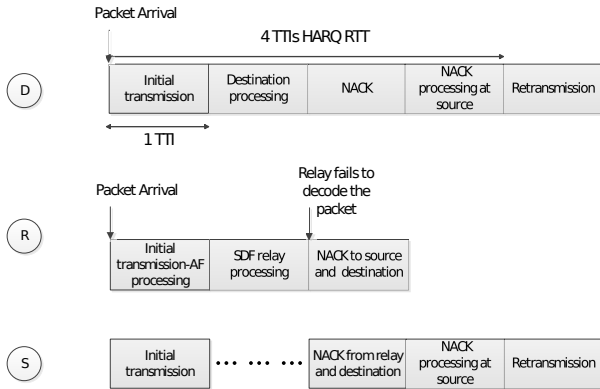 Packet Arrival
4 TTIs HARQ RTT
D
Initial
transmission
Destination
processing
NACK
NACK
processing at
source
Retransmission
1 TTI
Relay fails to
decode the
packet
Packet Arrival
R
Initial
transmission-AF
processing
SDF relay
processing
NACK to source
and destination
S
Initial
transmission
... ... ...
NACK from relay
and destination
NACK
processing at
source
Retransmission